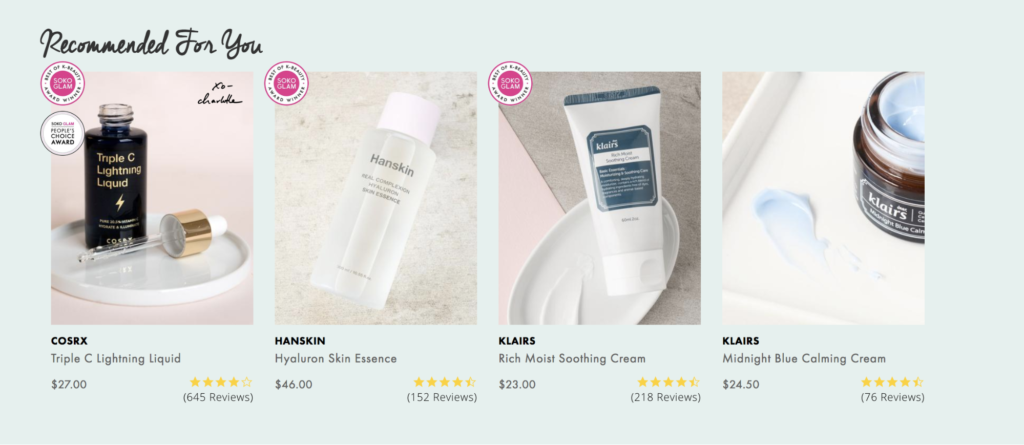 Recommended For You
BEST OF K-BEAUTY
SOKO
GLAM
AWARD WINNER
SOKO GLAM
PEOPLE'S
CHOICE
AWARD
xo-
charlotte
Triple C
Lightning
Liquid
COSRX
BEST OF K-BEAUTY
SOKO
GLAM
AWARD WINNER
Hanskin
REAL COMPLEXION
HYALURON
SKIN ESSENCE
BEST OF K-BEAUTY
SOKO
GLAM
AWARD WINNER
klairs
Rich Moist
Soothing Cream
klairs
Midnight Blue Calm
COSRX
Triple C Lightning Liquid
$27.00
(645 Reviews)
HANSKIN
Hyaluron Skin Essence
$46.00
(152 Reviews)
KLAIRS
Rich Moist Soothing Cream
$23.00
(218 Reviews)
KLAIRS
Midnight Blue Calming Cream
$24.50
(76 Reviews)